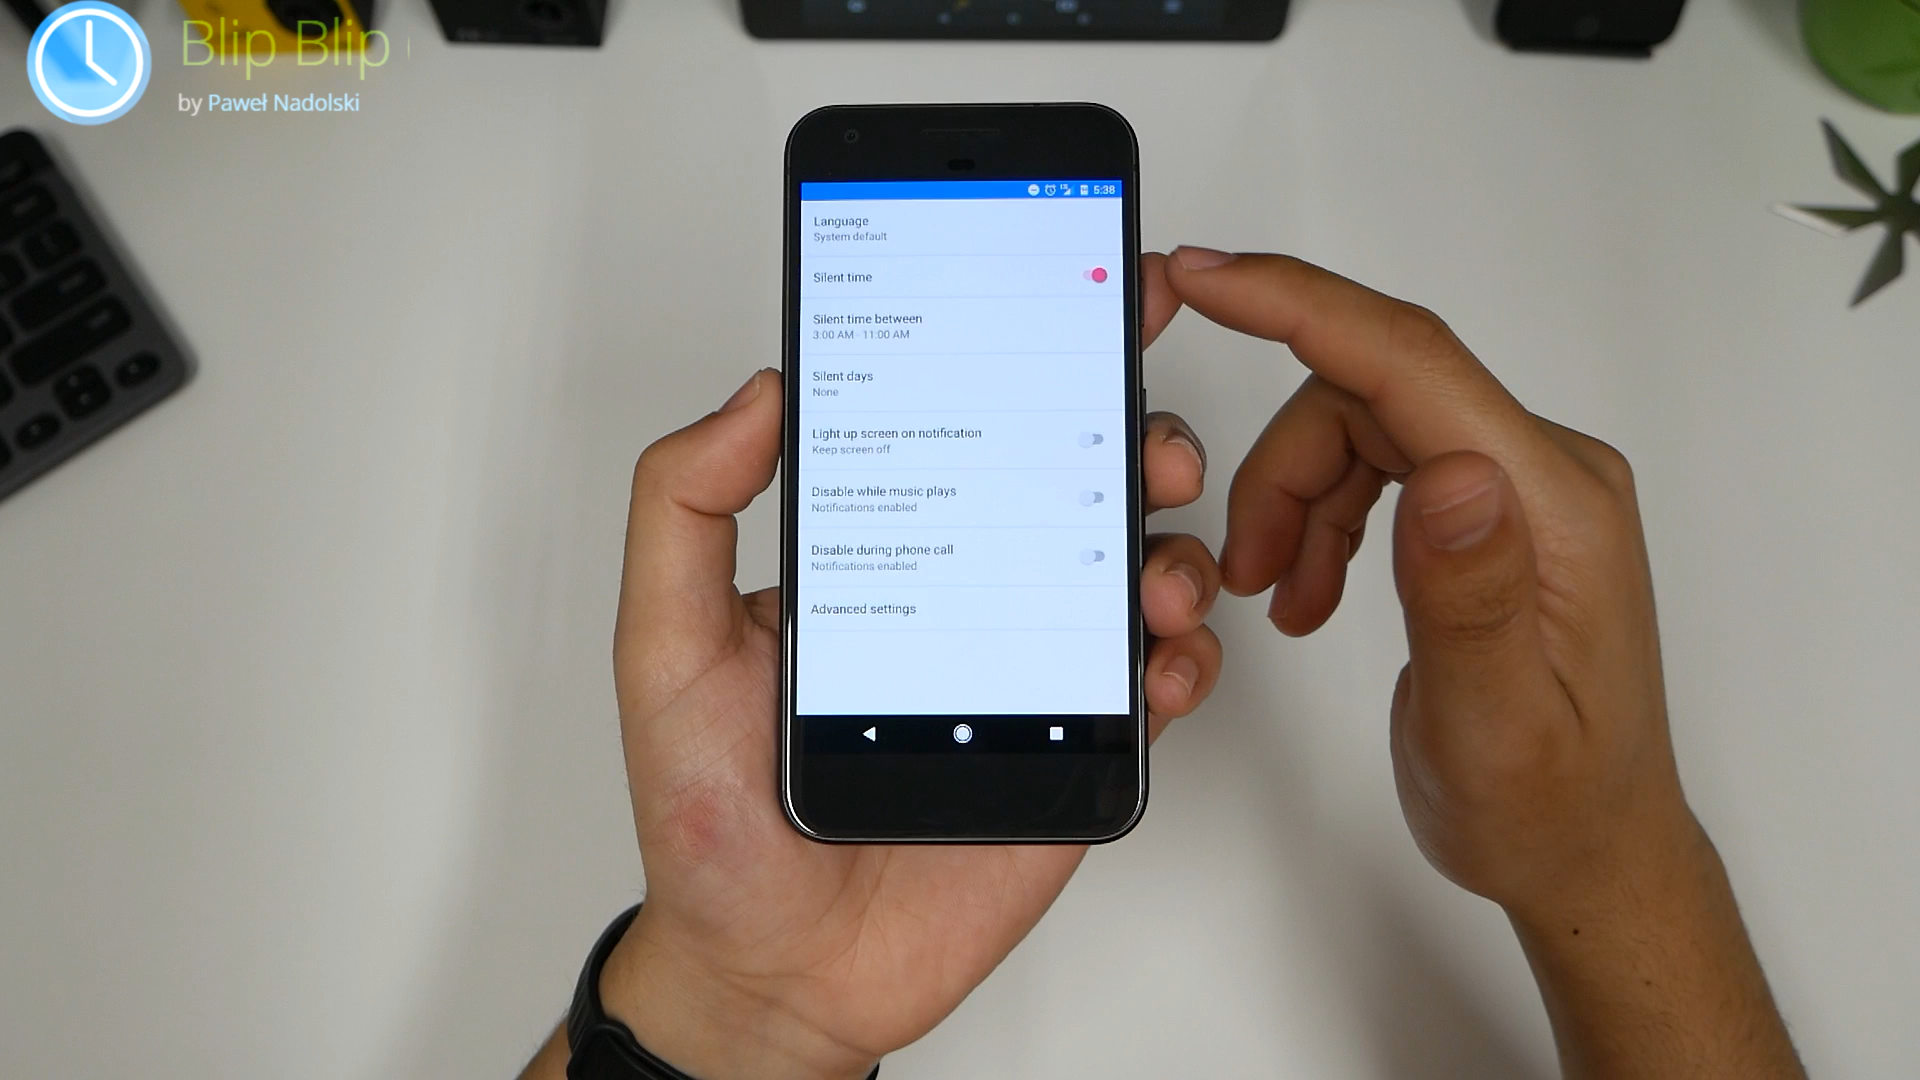 Blip Blip
by Paweł Nadolski
5:38
Language
System default
Silent time
Silent time between
3:00 AM - 11:00 AM
Silent days
None
Light up screen on notification
Keep screen off
Disable while music plays
Notifications enabled
Disable during phone call
Notifications enabled
Advanced settings